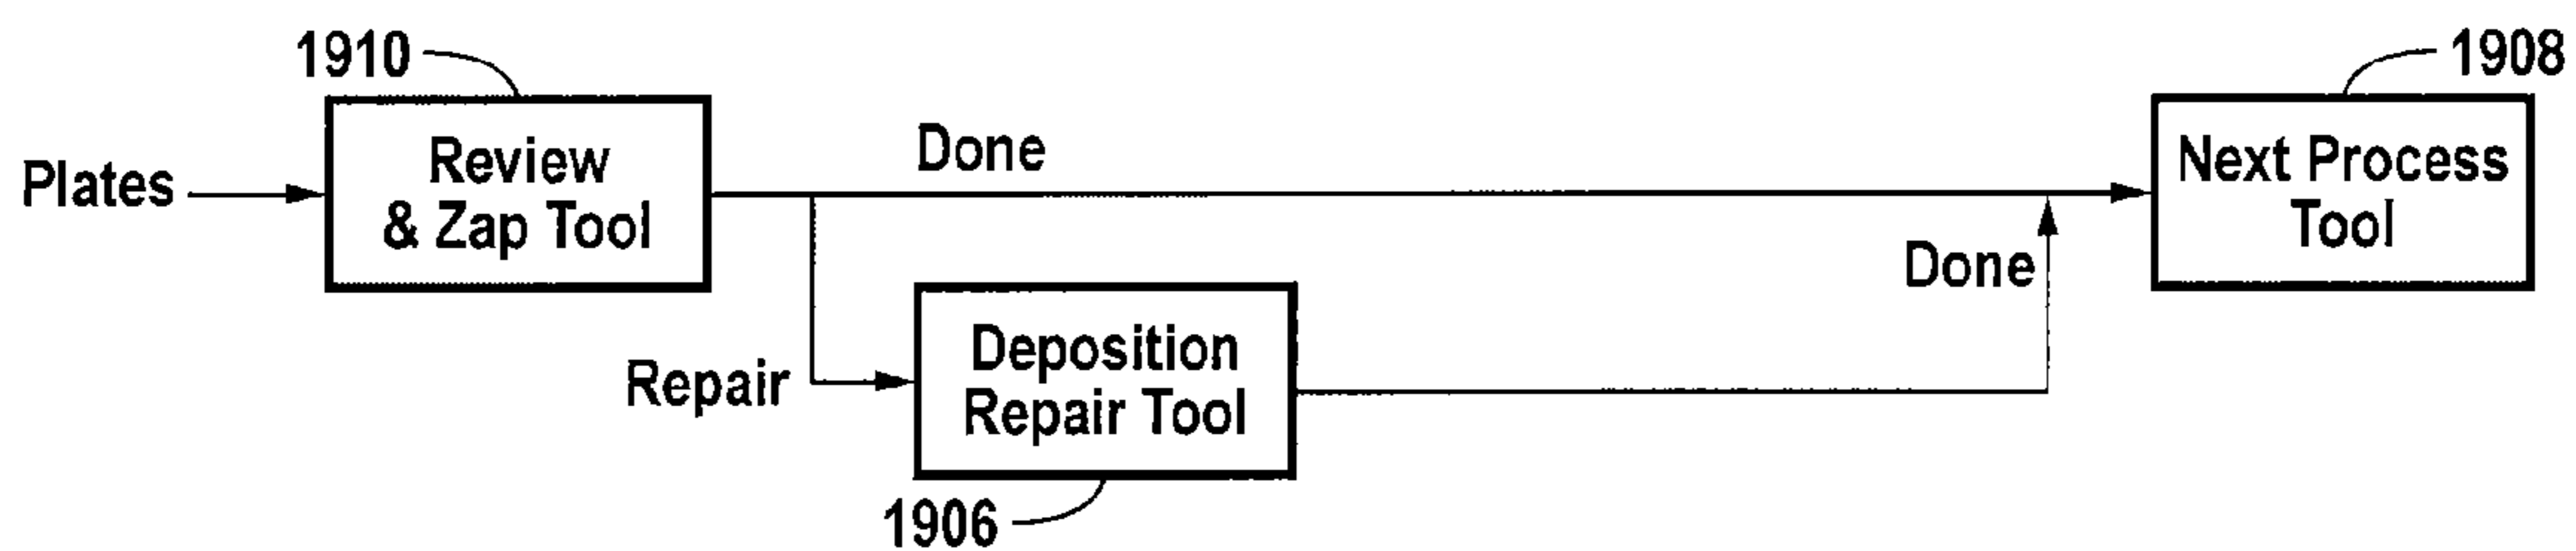 1910
1908
Plates
Review
& Zap Tool
Done
Next Process
Tool
Done
Repair
Deposition
Repair Tool
1906